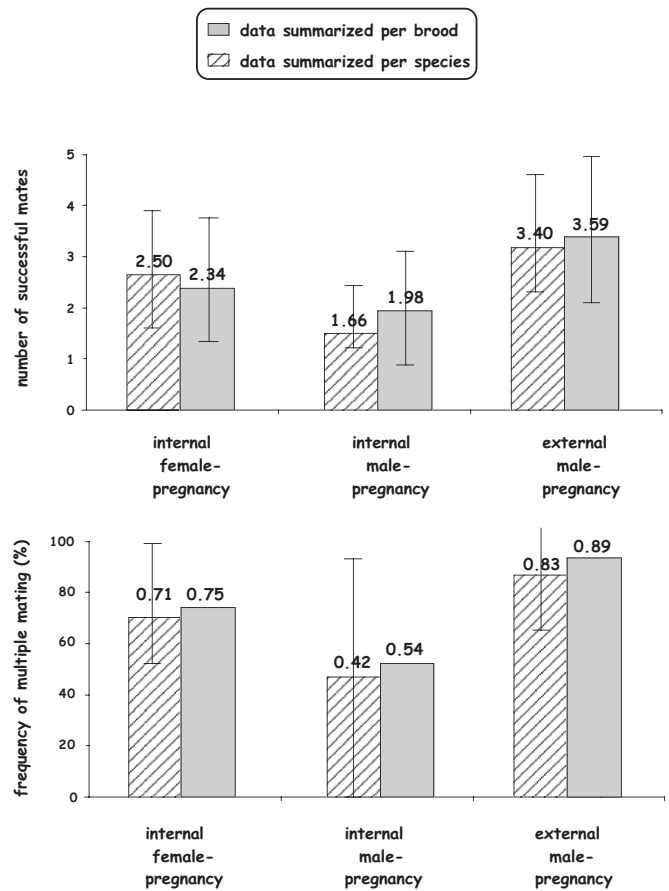 data summarized per brood
data summarized per species
number of successful mates
5
4
3
2
1
0
2.50
2.34
1.66
1.98
3.40
3.59
internal
female-
pregnancy
internal
male-
pregnancy
external
male-
pregnancy
frequency of multiple mating (%)
100
80
60
40
20
0
0.71
0.75
0.42
0.54
0.83
0.89
internal
female-
pregnancy
internal
male-
pregnancy
external
male-
pregnancy